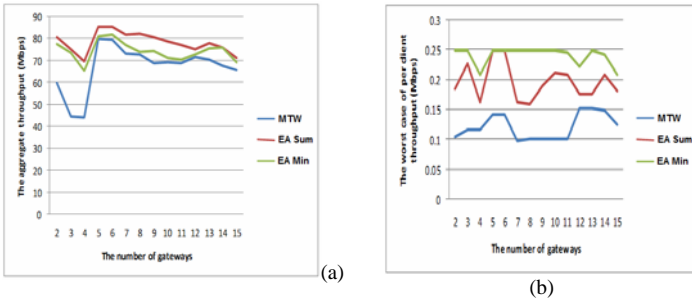 The aggregate throughput (Mbps)
90
80
70
60
50
40
30
20
10
0
2 3 4 5 6 7 8 9 10 11 12 13 14 15
The number of gateways
MTW
EA Sum
EA Min
(a)
The worst case of per client
throughput (Mbps)
0.3
0.25
0.2
0.15
0.1
0.05
0
2 3 4 5 6 7 8 9 10 11 12 13 14 15
The number of gateways
MTW
EA Sum
EA Min
(b)